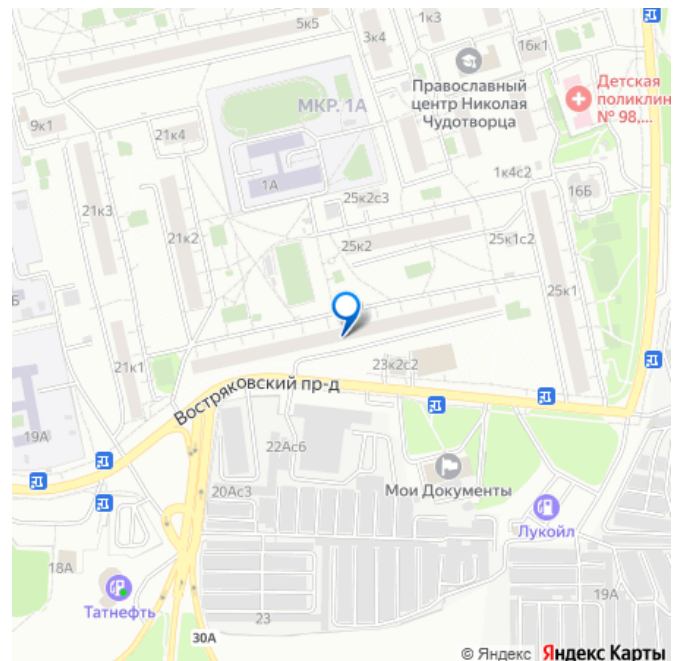 5к5
3к4
1к3
16к1
Православный
центр Николая
Чудотворца
Детская
поликлин
№ 98,...
МКР. 1А
9к1
21к4
1А
1к4с2
16Б
21к3
21к2
25к2с3
25к2
25к1с2
25к1
Б
21к1
23к2с2
Востряковский пр-д
19А
22Ас6
20Ас3
Мои Документы
Лукойл
18А
Татнефть
23
19А
30А
© Яндекс Яндекс Карты